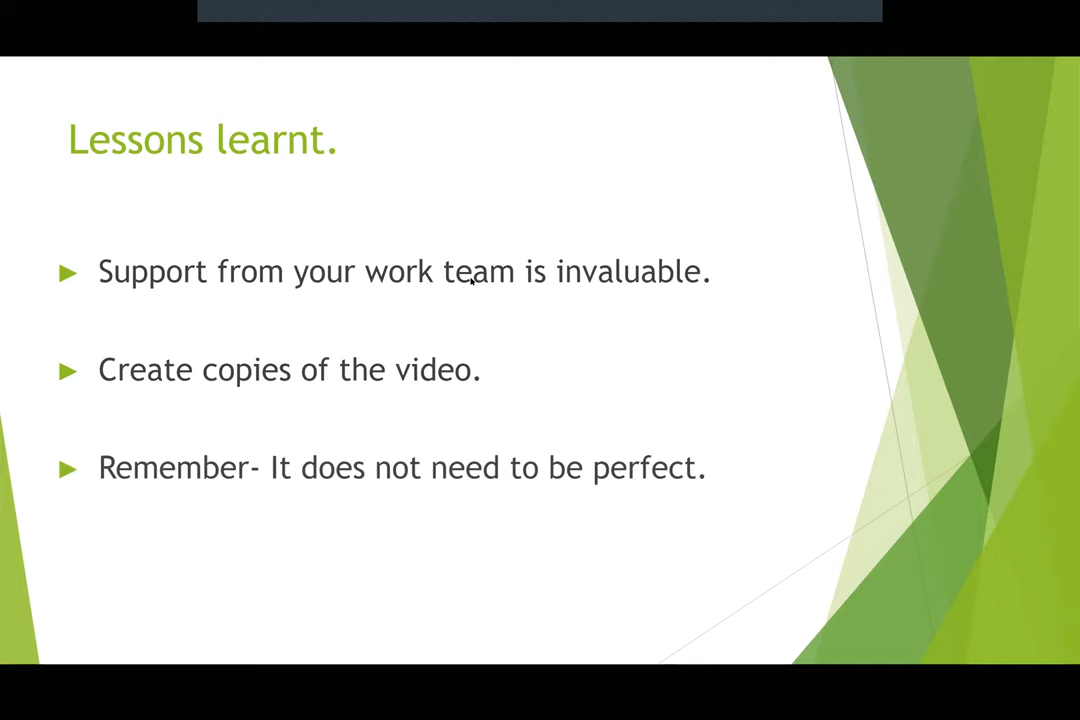 Lessons learnt.
Support from your work team is invaluable.
Create copies of the video.
Remember- It does not need to be perfect.